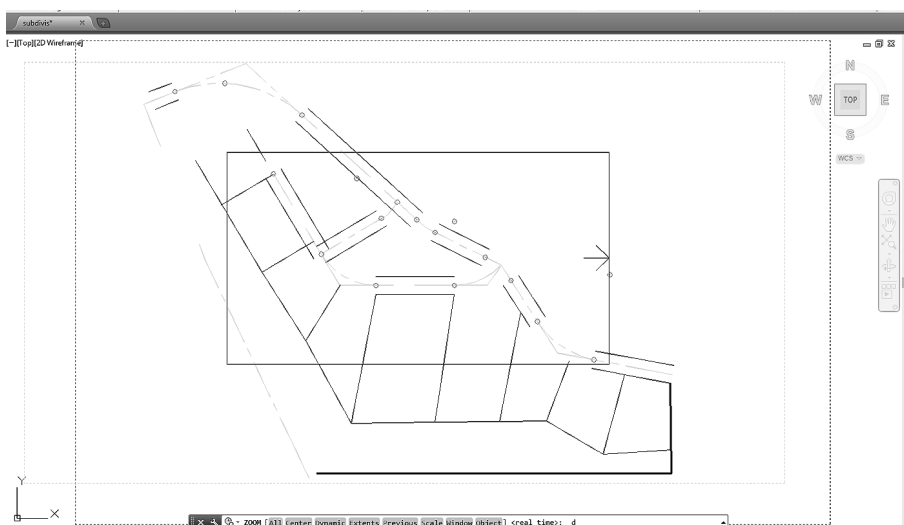 subdivis*
[−][Top][2D Wireframe]
N
W TOP E
S
WCS
Y
X
ZOOM [All Center Dynamic Extents Previous Scale Window Object] <real time>: d